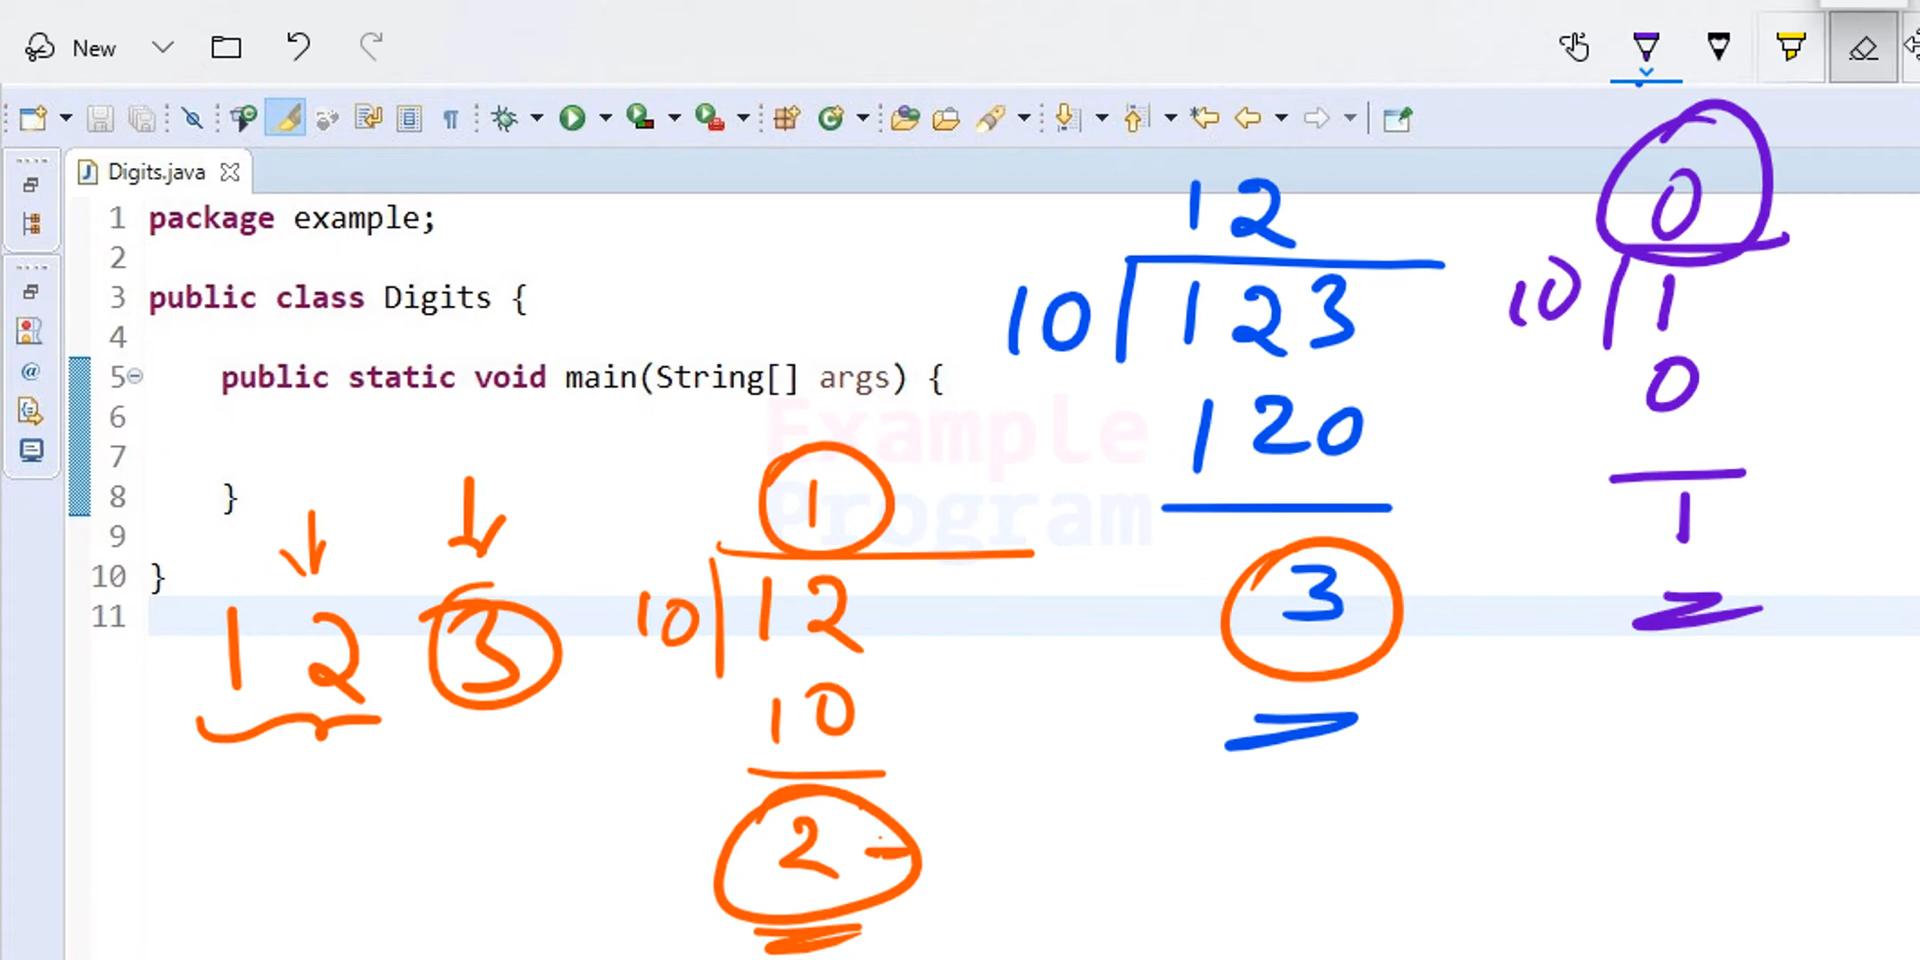 New
Digits.java
1 package example;
2
3 public class Digits {
4
5 public static void main(String[] args) {
6
7
8 }
9
10 }
11
Example
Program
1 2 3
1
10 12
10
2
12
10 123
120
3
0
10 1
0
1